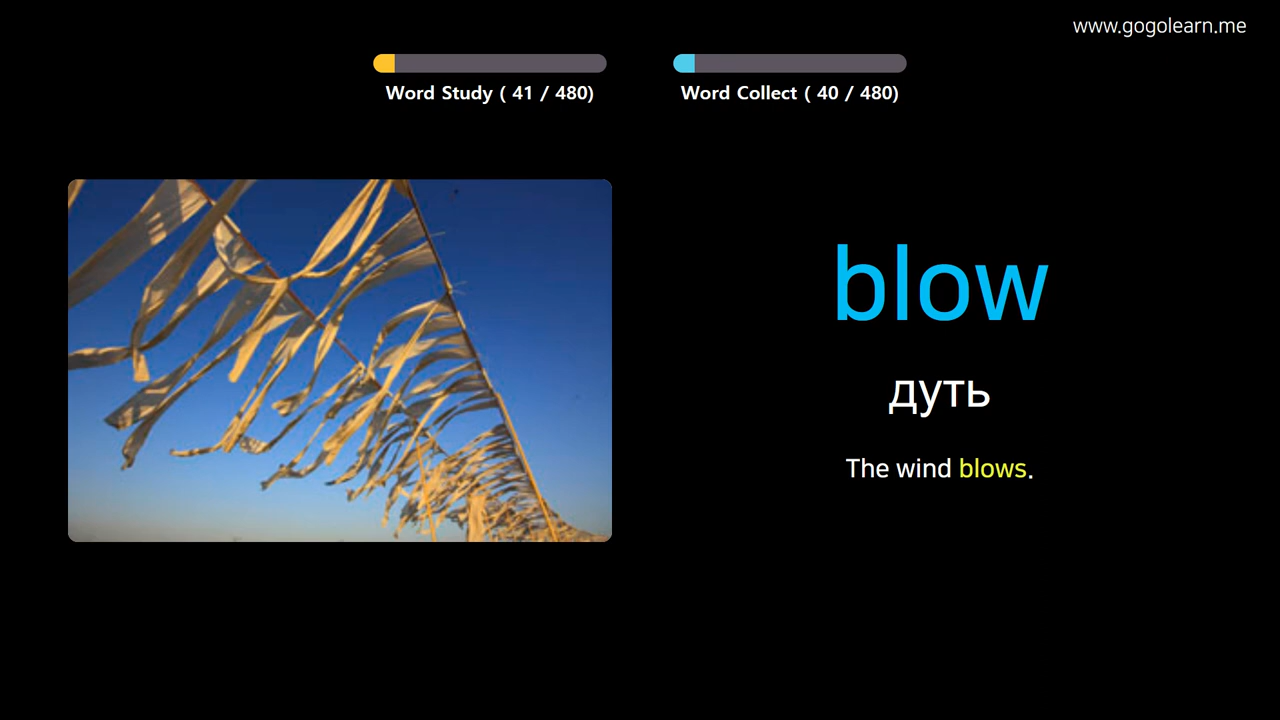 www.gogolearn.me
Word Study ( 41 / 480)
Word Collect ( 40 / 480)
blow
дуть
The wind blows.